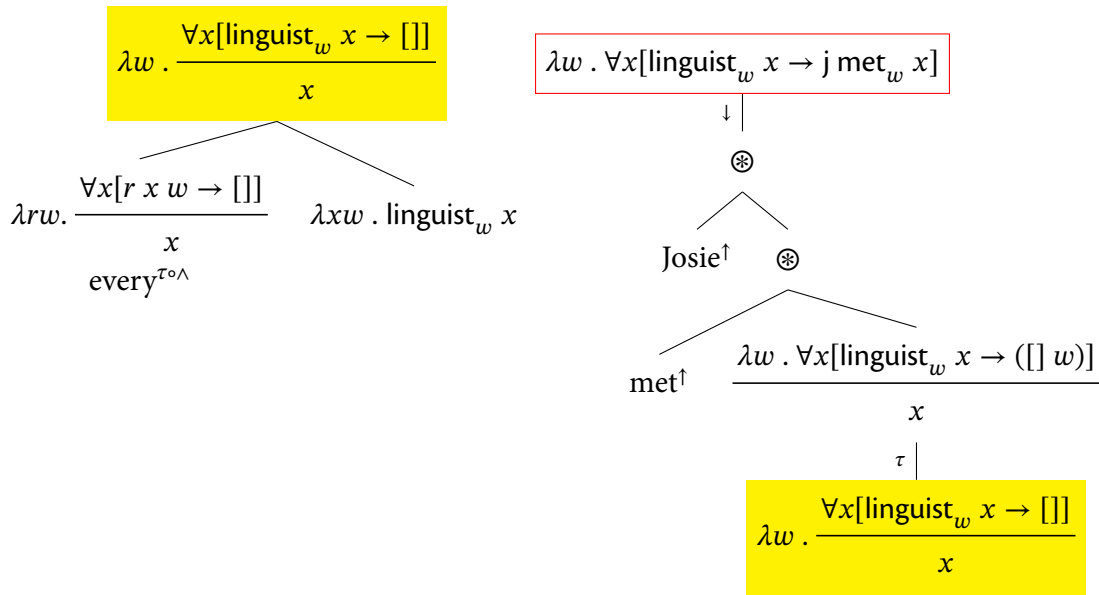 λw . ∀x[linguist_w x → []] / x
λrw. ∀x[r x w → []] / x
λxw . linguist_w x
every^τ∘∧
λw . ∀x[linguist_w x → j met_w x]
↓
⊛
Josie^↑ ⊛
met^↑
λw . ∀x[linguist_w x → ([] w)] / x
τ
λw . ∀x[linguist_w x → []] / x